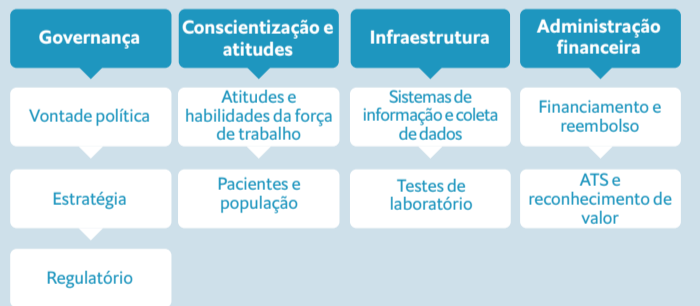 Governança
Vontade política
Estratégia
Regulatório
Conscientização e
atitudes
Atitudes e
habilidades da força
de trabalho
Pacientes e
população
Infraestrutura
Sistemas de
informação e coleta
de dados
Testes de
laboratório
Administração
financeira
Financiamento e
reembolso
ATS e
reconhecimento de
valor